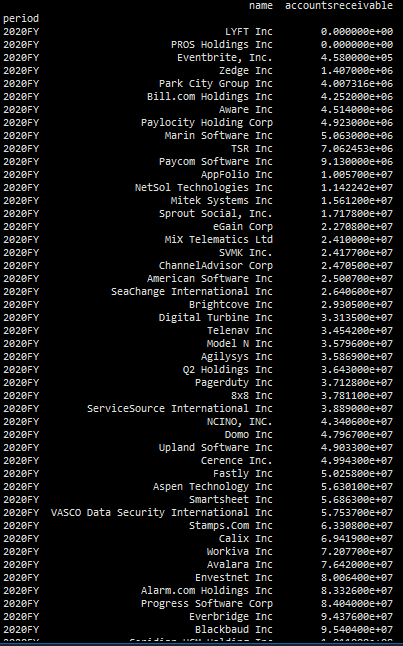 name accountsreceivable
period
2020FY LYFT Inc 0.000000e+00
2020FY PROS Holdings Inc 0.000000e+00
2020FY Eventbrite, Inc. 4.580000e+05
2020FY Zedge Inc 1.407000e+06
2020FY Park City Group Inc 4.007316e+06
2020FY Bill.com Holdings Inc 4.252000e+06
2020FY Aware Inc 4.514000e+06
2020FY Paylocity Holding Corp 4.923000e+06
2020FY Marin Software Inc 5.063000e+06
2020FY TSR Inc 7.062453e+06
2020FY Paycom Software Inc 9.130000e+06
2020FY AppFolio Inc 1.005700e+07
2020FY NetSol Technologies Inc 1.142242e+07
2020FY Mitek Systems Inc 1.561200e+07
2020FY Sprout Social, Inc. 1.717800e+07
2020FY eGain Corp 2.270800e+07
2020FY MiX Telematics Ltd 2.410000e+07
2020FY SVMK Inc. 2.417700e+07
2020FY ChannelAdvisor Corp 2.470500e+07
2020FY American Software Inc 2.500700e+07
2020FY SeaChange International Inc 2.640600e+07
2020FY Brightcove Inc 2.930500e+07
2020FY Digital Turbine Inc 3.313500e+07
2020FY Telenav Inc 3.454200e+07
2020FY Model N Inc 3.579600e+07
2020FY Agilysys Inc 3.586900e+07
2020FY Q2 Holdings Inc 3.643000e+07
2020FY Pagerduty Inc 3.712800e+07
2020FY 8x8 Inc 3.781100e+07
2020FY ServiceSource International Inc 3.889000e+07
2020FY NCINO, INC. 4.340600e+07
2020FY Domo Inc 4.796700e+07
2020FY Upland Software Inc 4.903300e+07
2020FY Cerence Inc. 4.994300e+07
2020FY Fastly Inc 5.025800e+07
2020FY Aspen Technology Inc 5.630100e+07
2020FY Smartsheet Inc 5.686300e+07
2020FY VASCO Data Security International Inc 5.753700e+07
2020FY Stamps.Com Inc 6.330800e+07
2020FY Calix Inc 6.941900e+07
2020FY Workiva Inc 7.207700e+07
2020FY Avalara Inc 7.642000e+07
2020FY Envestnet Inc 8.006400e+07
2020FY Alarm.com Holdings Inc 8.332600e+07
2020FY Progress Software Corp 8.404000e+07
2020FY Everbridge Inc 9.437600e+07
2020FY Blackbaud Inc 9.540400e+07